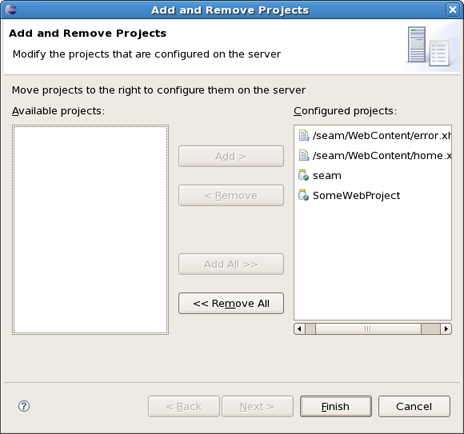 Add and Remove Projects
Add and Remove Projects
Modify the projects that are configured on the server
Move projects to the right to configure them on the server
Available projects:
Configured projects:
/seam/WebContent/error.xh
/seam/WebContent/home.x
seam
SomeWebProject
Add >
< Remove
Add All >>
<< Remove All
?
< Back
Next >
Finish
Cancel